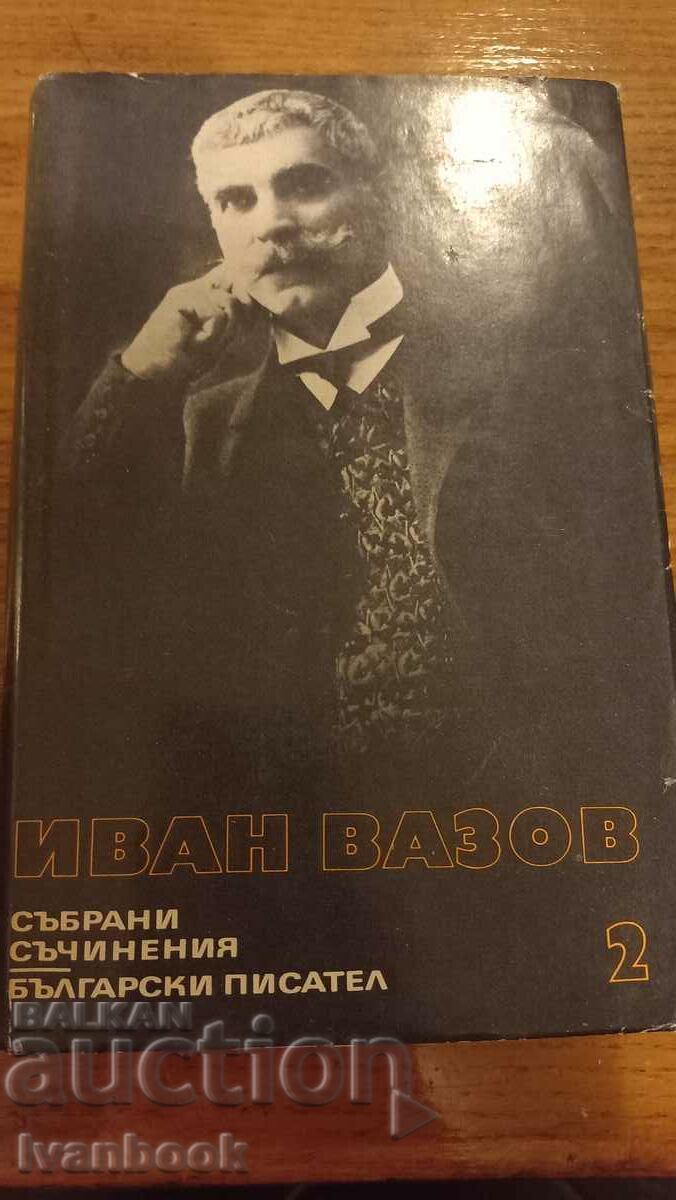 ИВАН ВАЗОВ
СЪБРАНИ
СЪЧИНЕНИЯ
БЪЛГАРСКИ ПИСАТЕЛ
2
BALKAN
auction
Ivanbook